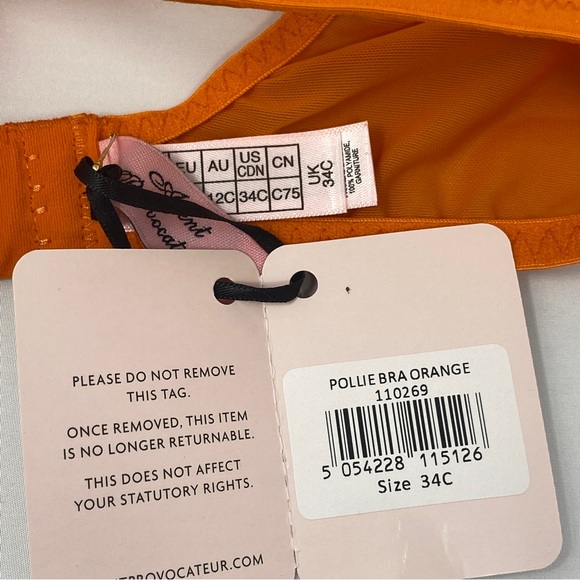 EU AU US CDN CN
12C 34C C75
UK 34C
100% POLYAMIDE,
GARNITURE
PLEASE DO NOT REMOVE
THIS TAG.
ONCE REMOVED, THIS ITEM
IS NO LONGER RETURNABLE.
THIS DOES NOT AFFECT
YOUR STATUTORY RIGHTS.
TPROVOCATEUR.COM
POLLIE BRA ORANGE
110269
5 054228 115126
Size 34C